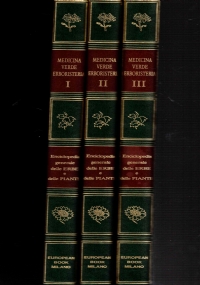 MEDICINA
VERDE
ERBORISTERIA
I
Enciclopedia
generale
delle ERBE
e
delle PIANTE
EUROPEAN
BOOK
MILANO
MEDICINA
VERDE
ERBORISTERIA
II
Enciclopedia
generale
delle ERBE
e
delle PIANTE
EUROPEAN
BOOK
MILANO
MEDICINA
VERDE
ERBORISTERIA
III
Enciclopedia
generale
delle ERBE
e
delle PIANTE
EUROPEAN
BOOK
MILANO